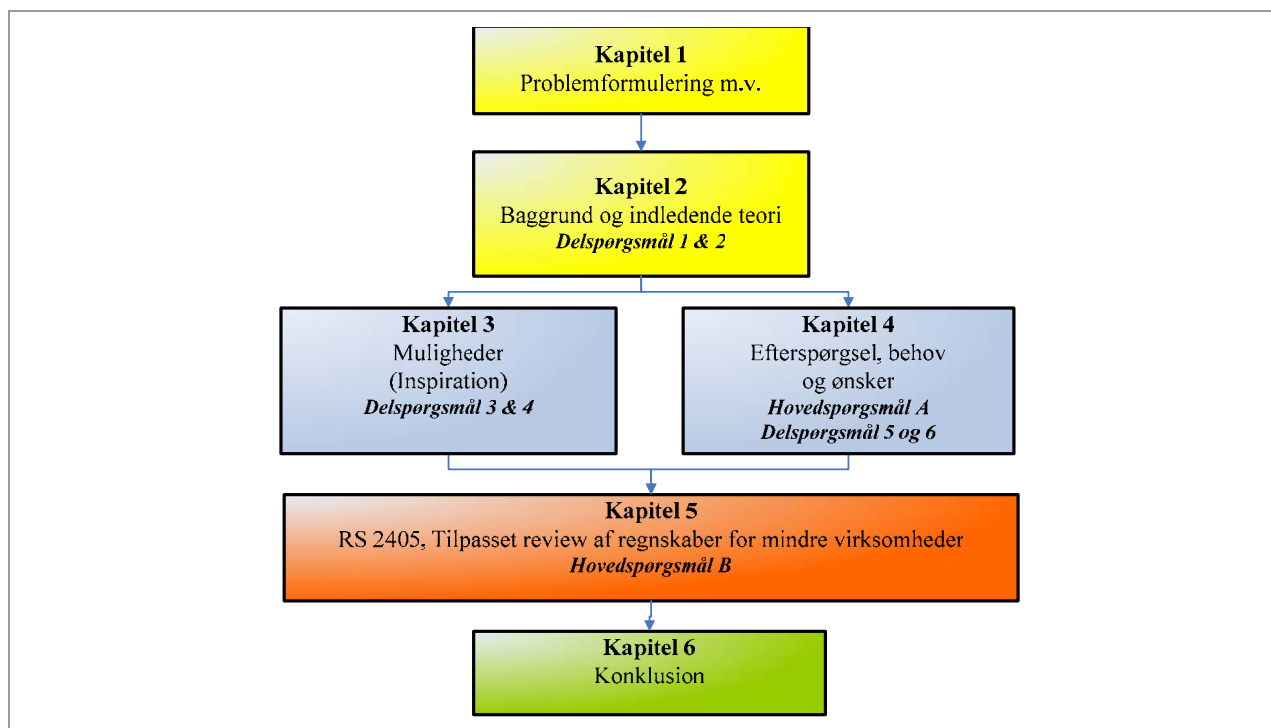 Kapitel 1
Problemformulering m.v.
Kapitel 2
Baggrund og indledende teori
Delspørgsmål 1 & 2
Kapitel 3
Muligheder
(Inspiration)
Delspørgsmål 3 & 4
Kapitel 4
Efterspørgsel, behov
og ønsker
Hovedspørgsmål A
Delspørgsmål 5 og 6
Kapitel 5
RS 2405, Tilpasset review af regnskaber for mindre virksomheder
Hovedspørgsmål B
Kapitel 6
Konklusion